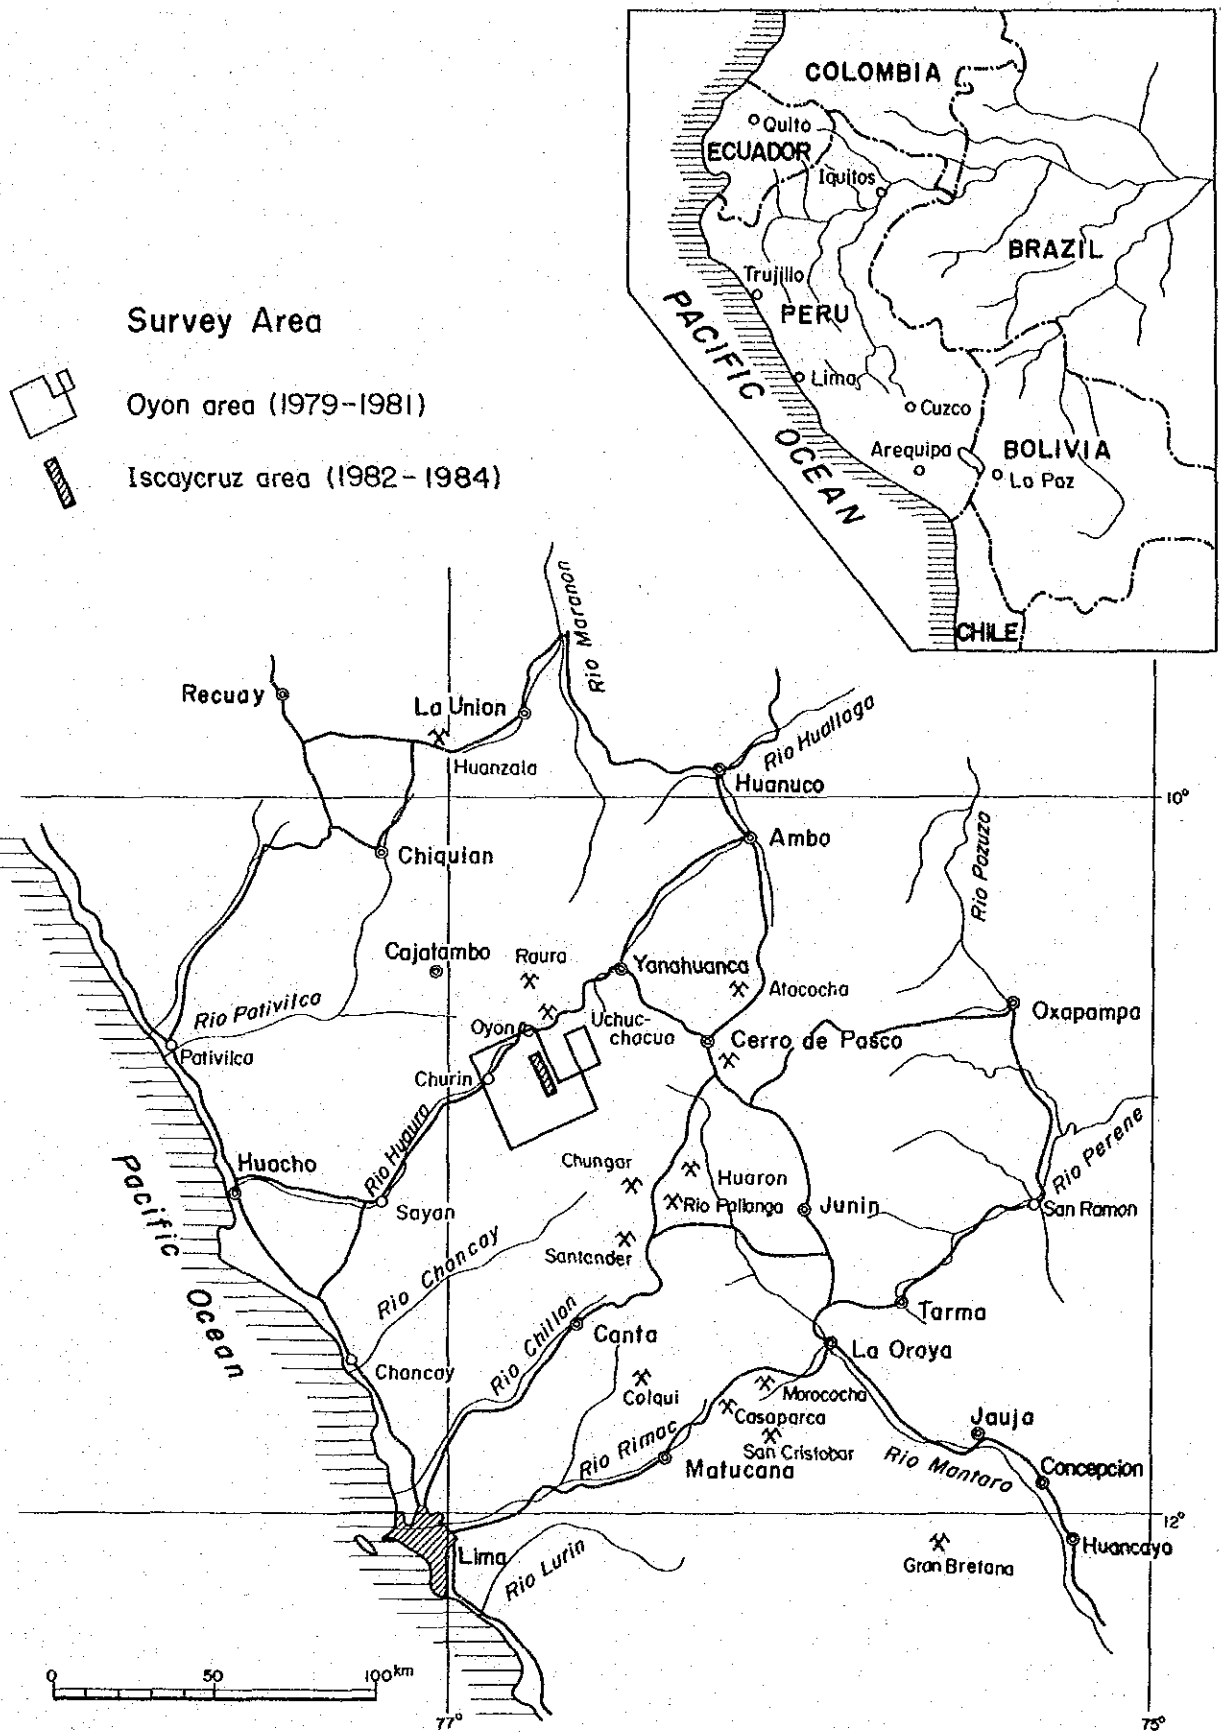 COLOMBIA
Quito
ECUADOR
Iquitos
BRAZIL
Trujillo
PERU
PACIFIC OCEAN
Lima
Cuzco
Arequipa
BOLIVIA
La Paz
CHILE
Survey Area
Oyon area (1979-1981)
Iscaycruz area (1982-1984)
Rio Maranon
Recuay
La Union
Huanzala
Rio Huallaga
Huanuco
10°
Ambo
Chiquian
Rio Pozuzo
Cajatambo
Raura
Yanahuanca
Atacocha
Rio Pativilca
Oyon
Uchuc-
chacua
Oxapampa
Pativilca
Cerro de Pasco
Churin
Rio Huaura
Rio Perene
Huacho
Chungar
Huaron
Rio Pallanga
Junin
San Ramon
Sayan
Pacific Ocean
Santander
Rio Chancay
Rio Chillon
Canta
Tarma
La Oroya
Chancay
Colqui
Morococha
Casaparca
San Cristobar
Jauja
Rio Rimac
Matucana
Rio Mantaro
Concepcion
12°
Lima
Rio Lurin
Gran Bretana
Huancayo
0 50 100km
77°
75°